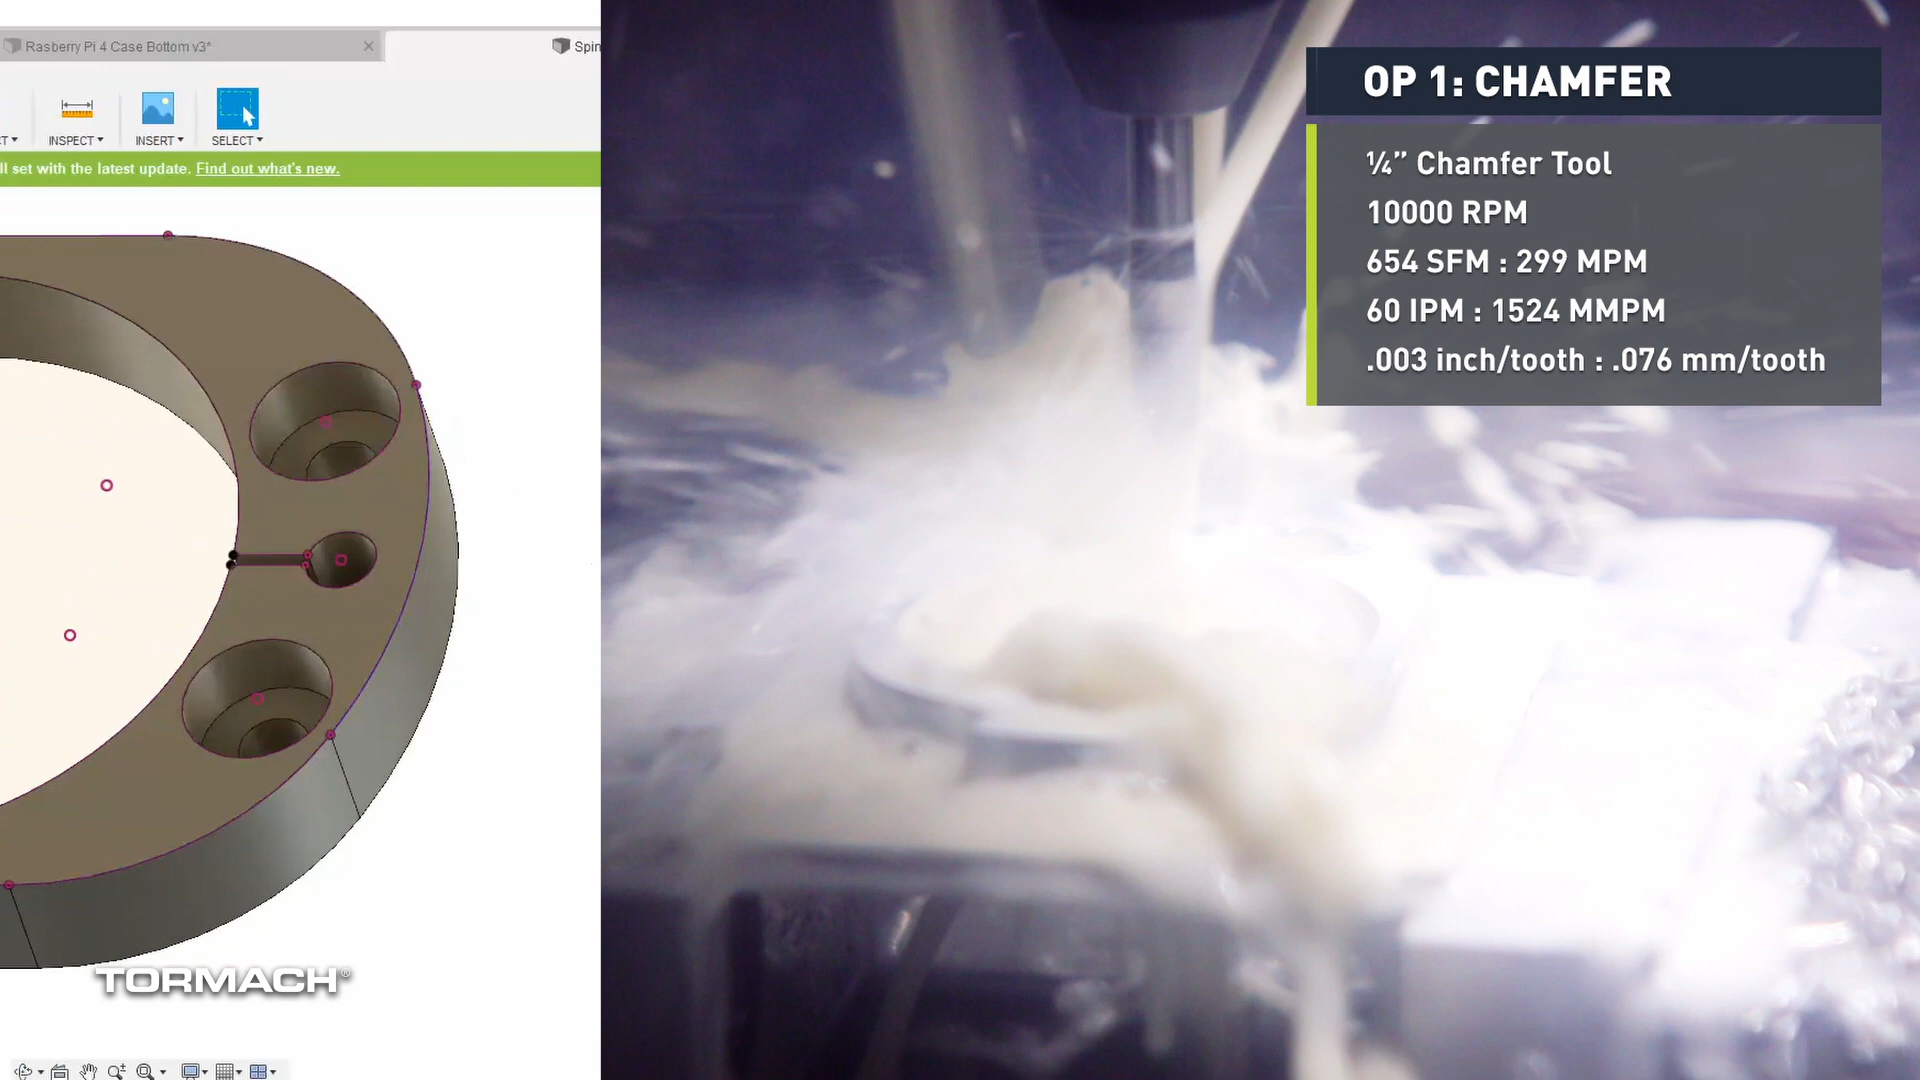 Rasberry Pi 4 Case Bottom v3*
Spin
INSPECT
INSERT
SELECT
ll set with the latest update. Find out what's new.
TORMACH®
OP 1: CHAMFER
¼” Chamfer Tool
10000 RPM
654 SFM : 299 MPM
60 IPM : 1524 MMPM
.003 inch/tooth : .076 mm/tooth